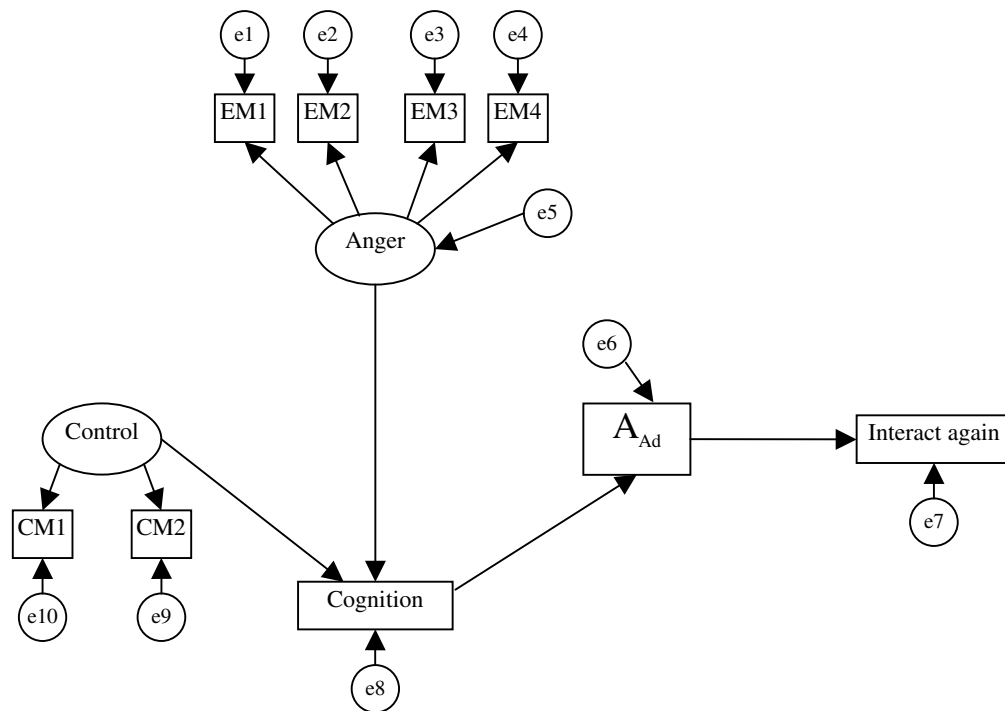 e1
e2
e3
e4
EM1
EM2
EM3
EM4
Anger
e5
e6
Control
A Ad
Interact again
CM1
CM2
e7
Cognition
e10
e9
e8